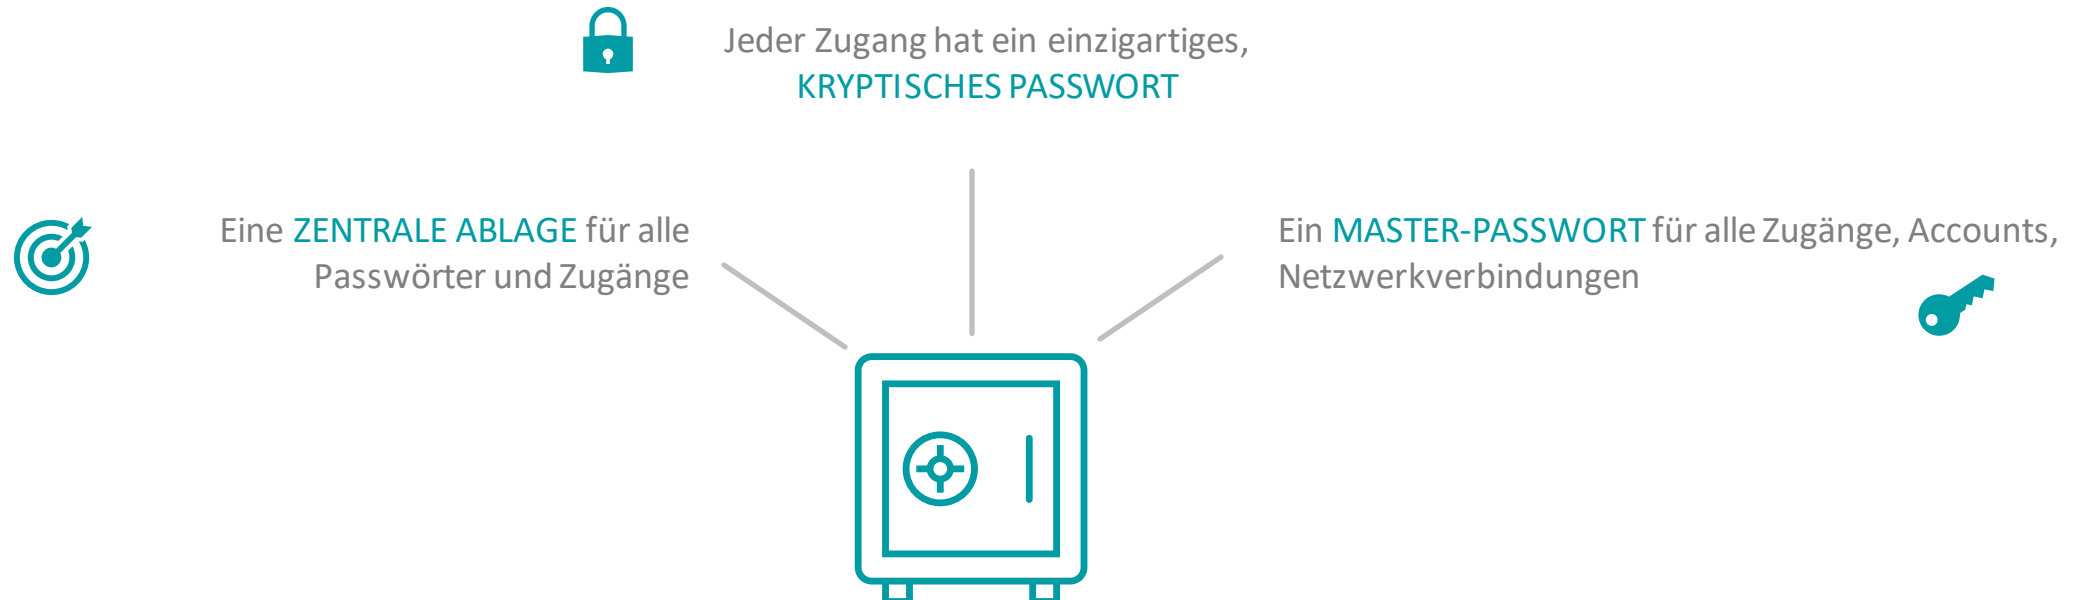 Jeder Zugang hat ein einzigartiges,
KRYPTISCHES PASSWORT
Eine ZENTRALE ABLAGE für alle
Passwörter und Zugänge
Ein MASTER-PASSWORT für alle Zugänge, Accounts,
Netzwerkverbindungen